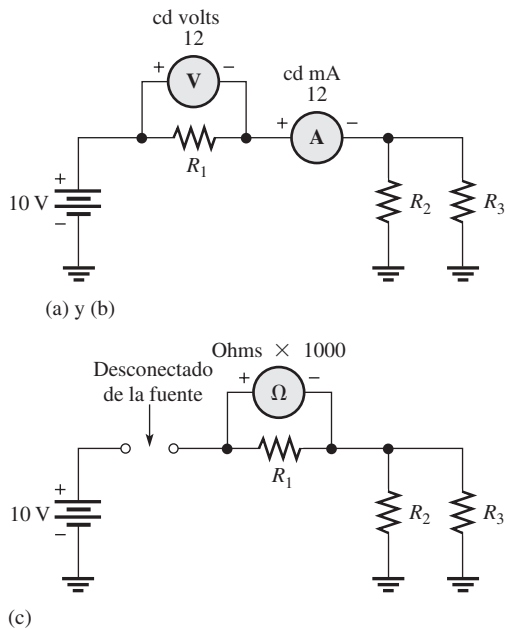 cd volts
12
+ V −
cd mA
12
+ A −
R1
+
10 V
−
R2
R3
(a) y (b)
Ohms × 1000
Desconectado
de la fuente
+ Ω −
R1
+
10 V
−
R2
R3
(c)